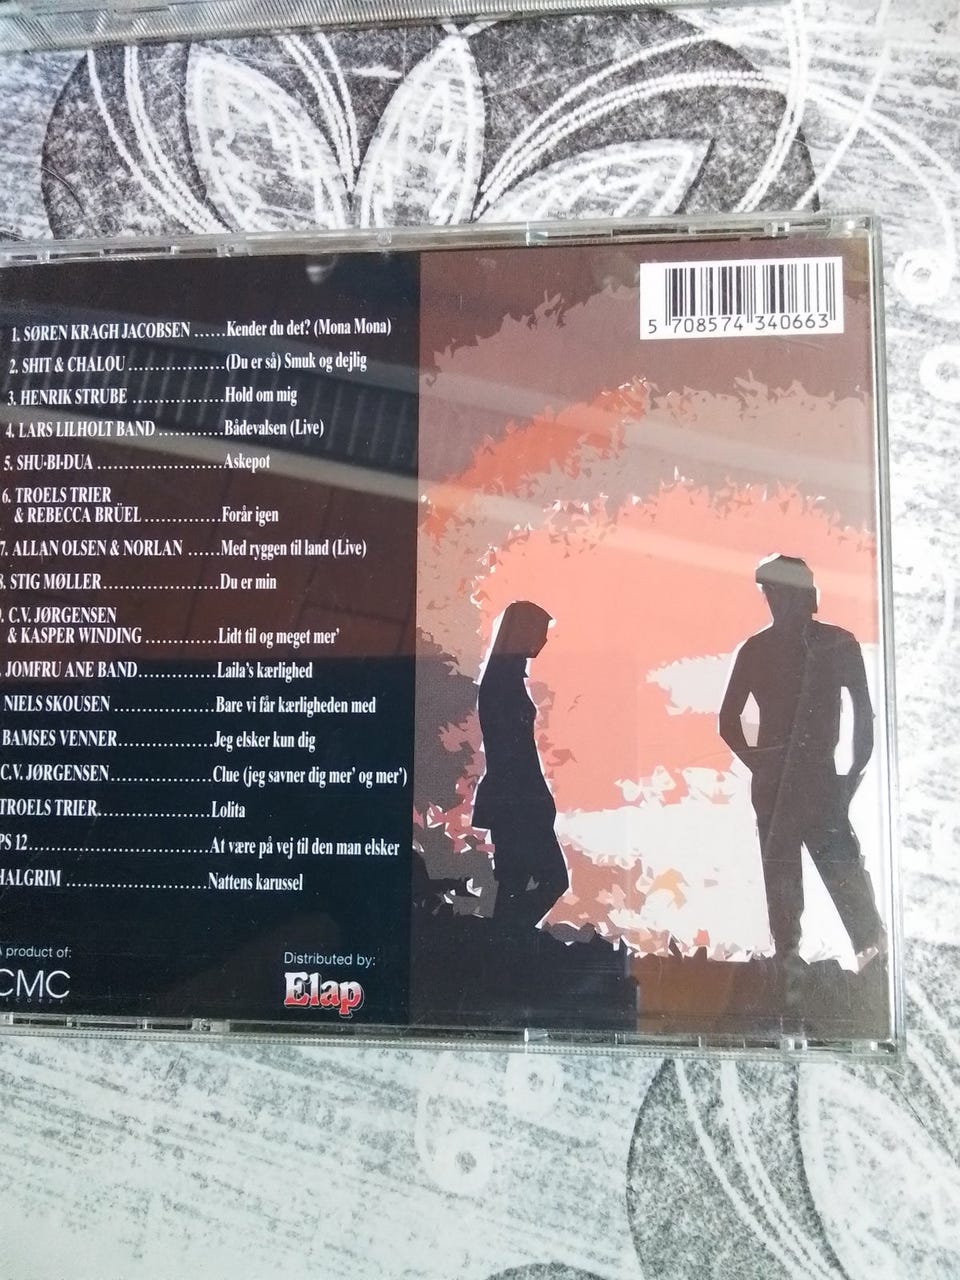 1. SØREN KRAGH JACOBSEN ......Kender du det? (Mona Mona)
2. SHIT & CHALOU ..................(Du er så) Smuk og dejlig
3. HENRIK STRUBE .................Hold om mig
4. LARS LILHOLT BAND ............Bådevalsen (Live)
5. SHU·BI·DUA .......................Askepot
6. TROELS TRIER
& REBECCA BRÜEL ..............Forår igen
7. ALLAN OLSEN & NORLAN ......Med ryggen til land (Live)
8. STIG MØLLER.....................Du er min
C.V. JØRGENSEN
& KASPER WINDING .............Lidt til og meget mer'
JOMFRU ANE BAND..............Laila's kærlighed
NIELS SKOUSEN ..................Bare vi får kærligheden med
BAMSES VENNER.................Jeg elsker kun dig
C.V. JØRGENSEN...................Clue (jeg savner dig mer' og mer')
TROELS TRIER.....................Lolita
PS 12................................At være på vej til den man elsker
HALGRIM .........................Nattens karussel
A product of:
CMC
records
Distributed by:
Elap
5 708574 340663